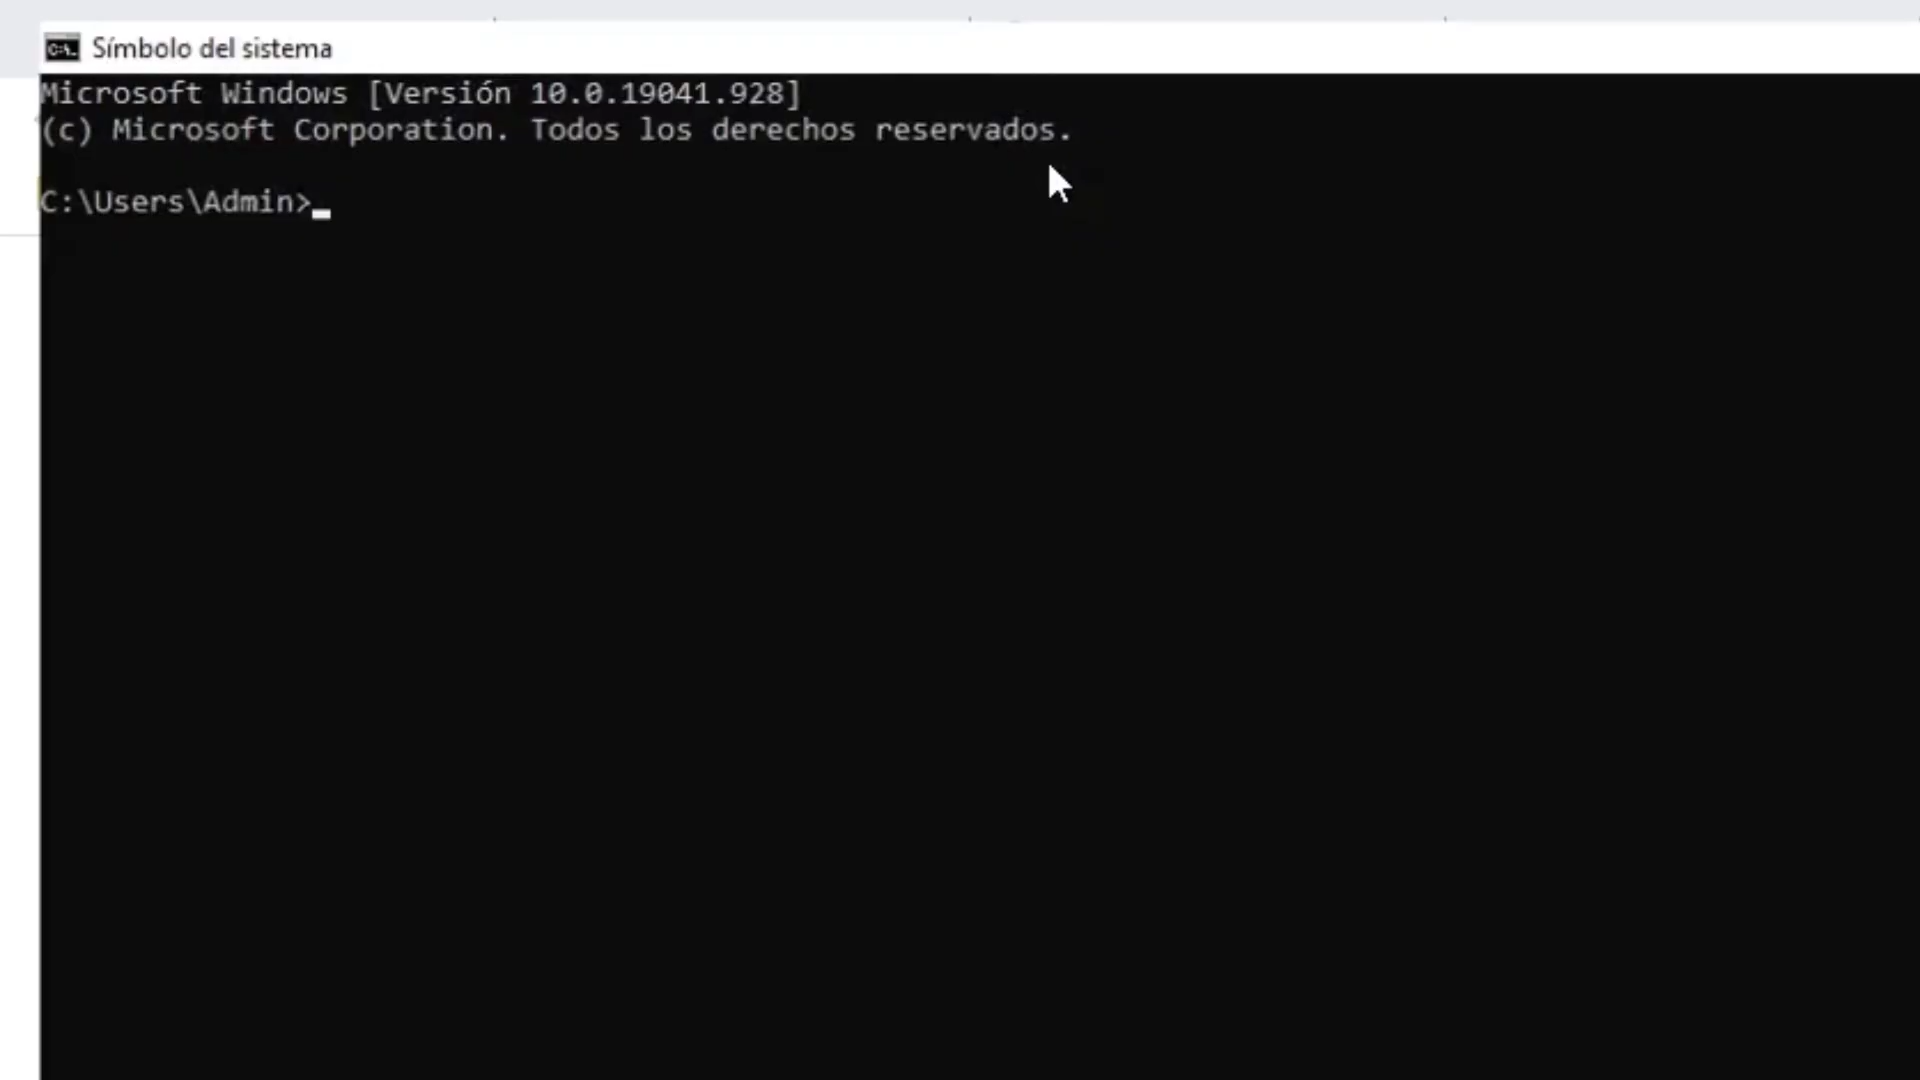 Símbolo del sistema
Microsoft Windows [Versión 10.0.19041.928]
(c) Microsoft Corporation. Todos los derechos reservados.
C:\Users\Admin>